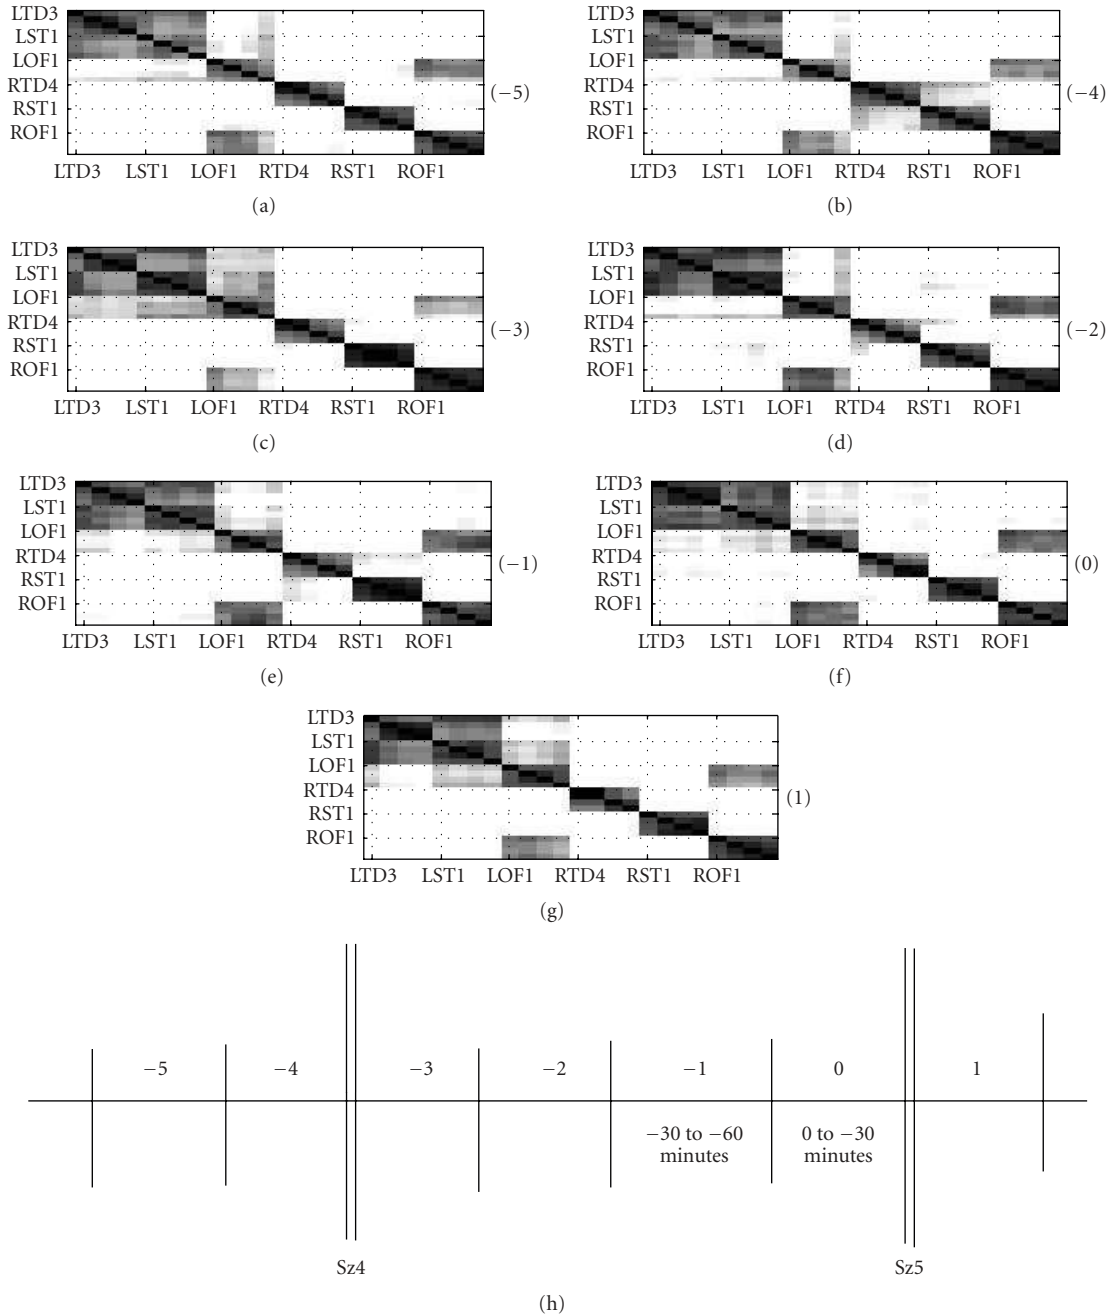 LTD3
LST1
LOF1
RTD4
RST1
ROF1
(−5)
LTD3 LST1 LOF1 RTD4 RST1 ROF1
(a)
LTD3
LST1
LOF1
RTD4
RST1
ROF1
(−4)
LTD3 LST1 LOF1 RTD4 RST1 ROF1
(b)
LTD3
LST1
LOF1
RTD4
RST1
ROF1
(−3)
LTD3 LST1 LOF1 RTD4 RST1 ROF1
(c)
LTD3
LST1
LOF1
RTD4
RST1
ROF1
(−2)
LTD3 LST1 LOF1 RTD4 RST1 ROF1
(d)
LTD3
LST1
LOF1
RTD4
RST1
ROF1
(−1)
LTD3 LST1 LOF1 RTD4 RST1 ROF1
(e)
LTD3
LST1
LOF1
RTD4
RST1
ROF1
(0)
LTD3 LST1 LOF1 RTD4 RST1 ROF1
(f)
LTD3
LST1
LOF1
RTD4
RST1
ROF1
(1)
LTD3 LST1 LOF1 RTD4 RST1 ROF1
(g)
−5 −4 −3 −2 −1 0 1
−30 to −60
minutes
0 to −30
minutes
Sz4 Sz5
(h)